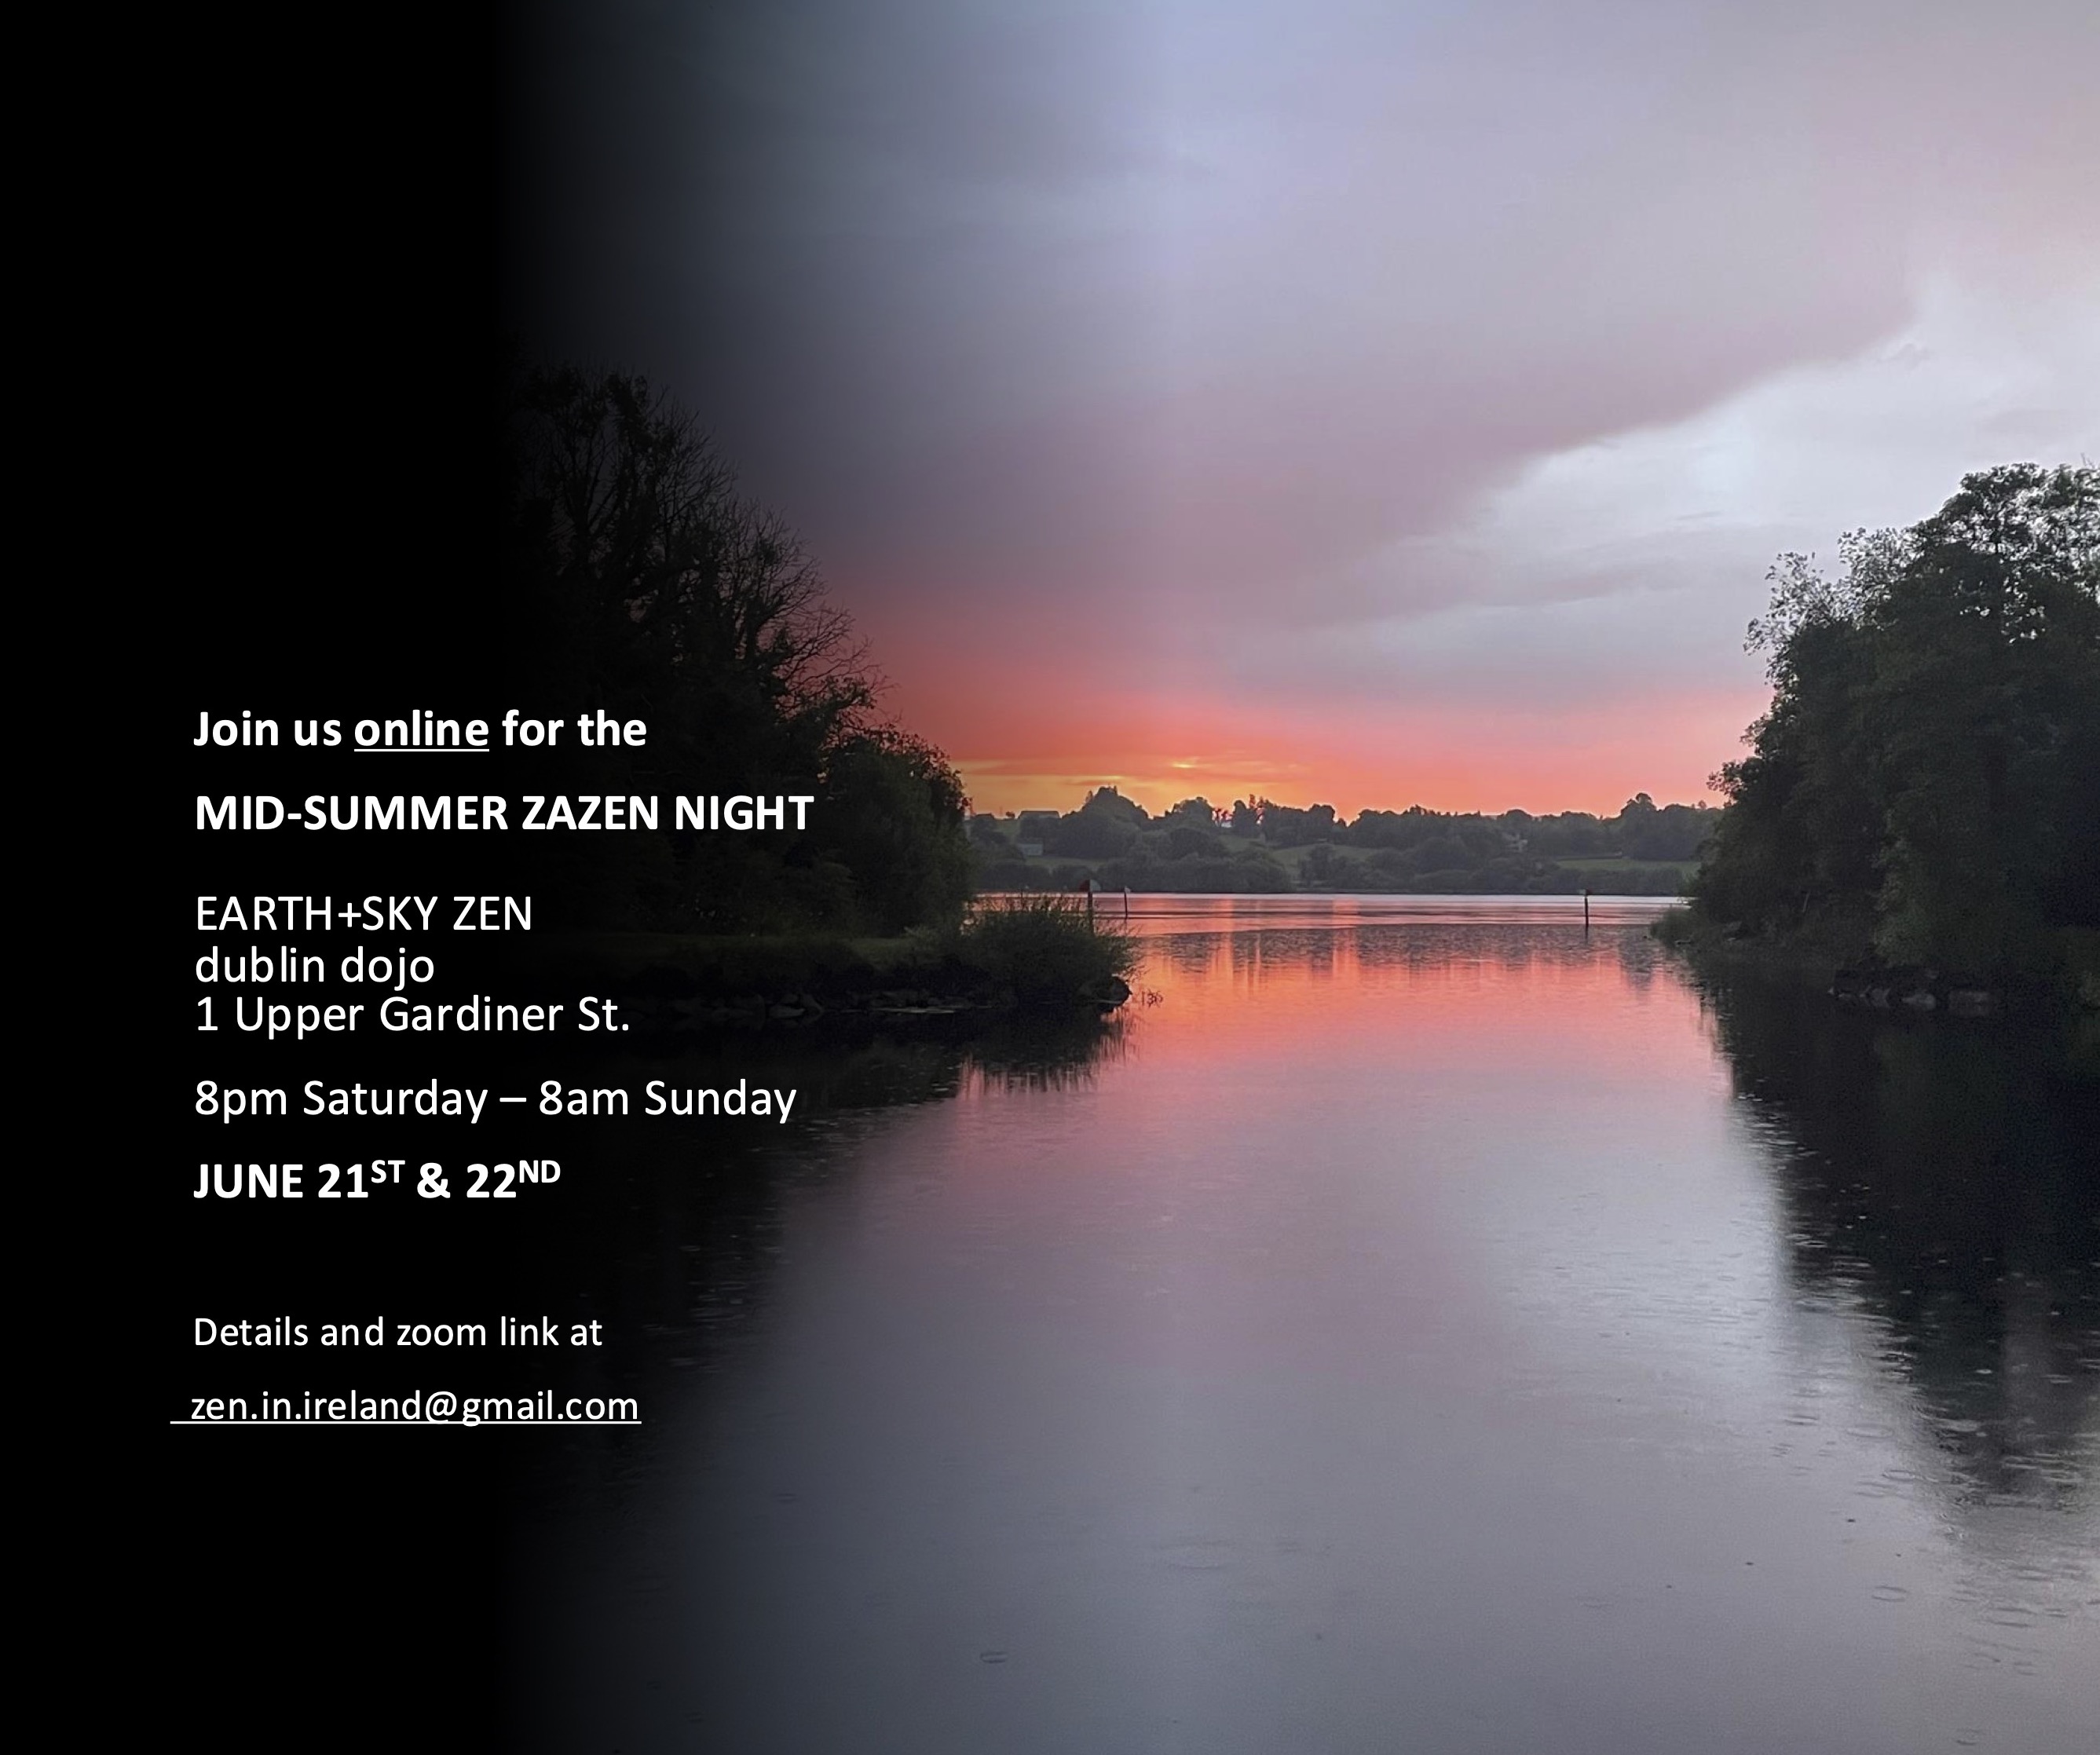 Join us online for the
MID-SUMMER ZAZEN NIGHT
EARTH+SKY ZEN
dublin dojo
1 Upper Gardiner St.
8pm Saturday – 8am Sunday
JUNE 21ST & 22ND
Details and zoom link at
zen.in.ireland@gmail.com